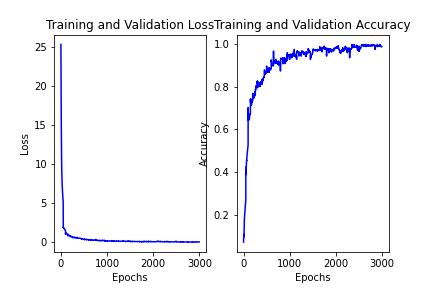 Training and Validation Loss
25
20
15
10
5
0
Loss
0 1000 2000 3000
Epochs
Training and Validation Accuracy
1.0
0.8
0.6
0.4
0.2
Accuracy
0 1000 2000 3000
Epochs